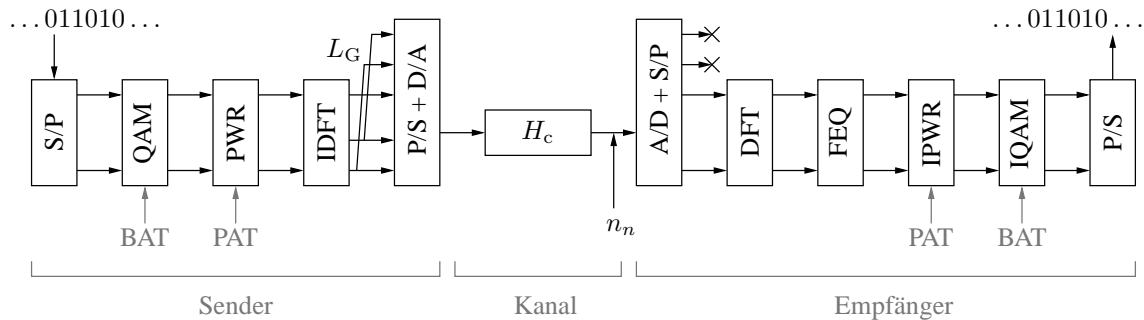 …011010…
…011010…
L_G
S/P
QAM
PWR
IDFT
P/S + D/A
H_c
A/D + S/P
DFT
FEQ
IPWR
IQAM
P/S
n_n
BAT
PAT
PAT
BAT
Sender
Kanal
Empfänger